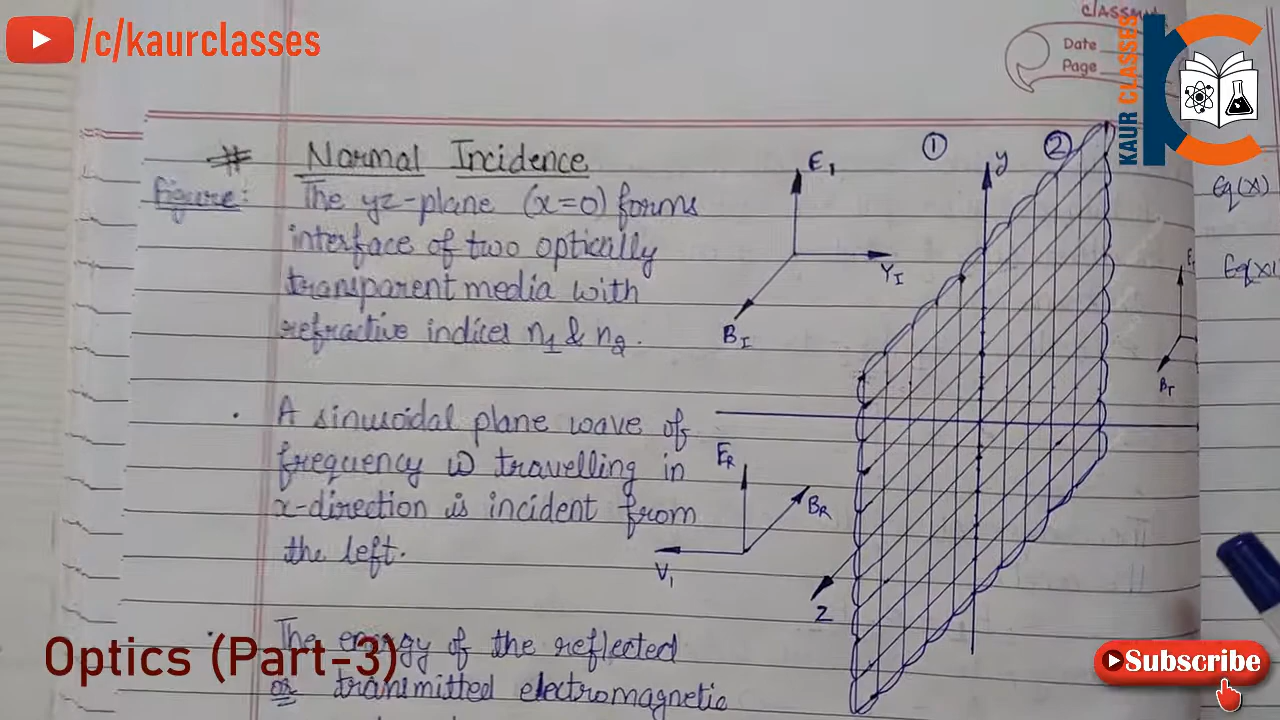 /c/kaurclasses
classm
Date
Page
KAUR CLASSES
# Normal Incidence
figure: The yz-plane (x=0) forms
interface of two optically
transparent media with
refractive indices n1 & n2.
A sinusoidal plane wave of
frequency ω travelling in
x-direction is incident from
the left.
The energy of the reflected
or transmitted electromagnetic
① ②
E1
y
YI
BI
ER
BR
V1
Z
Eq(x)
Eq(xi
BT
Optics (Part-3)
Subscribe